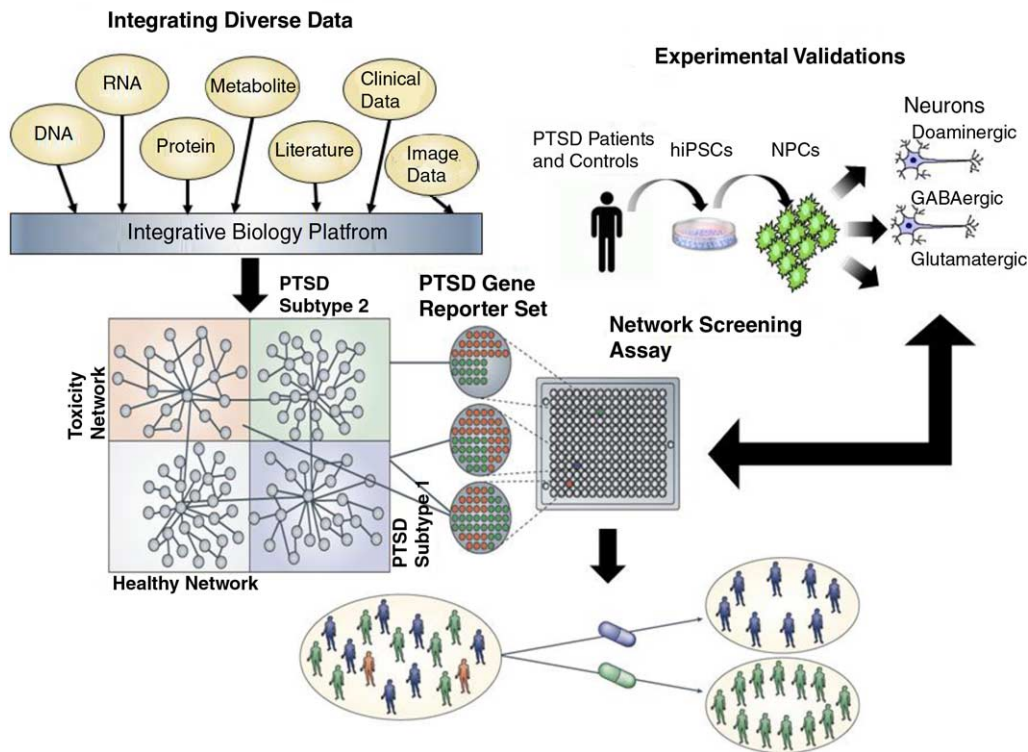 Integrating Diverse Data
DNA
RNA
Protein
Metabolite
Literature
Clinical
Data
Image
Data
Integrative Biology Platfrom
Experimental Validations
PTSD Patients
and Controls
hiPSCs
NPCs
Neurons
Doaminergic
GABAergic
Glutamatergic
PTSD
Subtype 2
PTSD Gene
Reporter Set
Network Screening
Assay
Toxicity
Network
PTSD
Subtype 1
Healthy Network